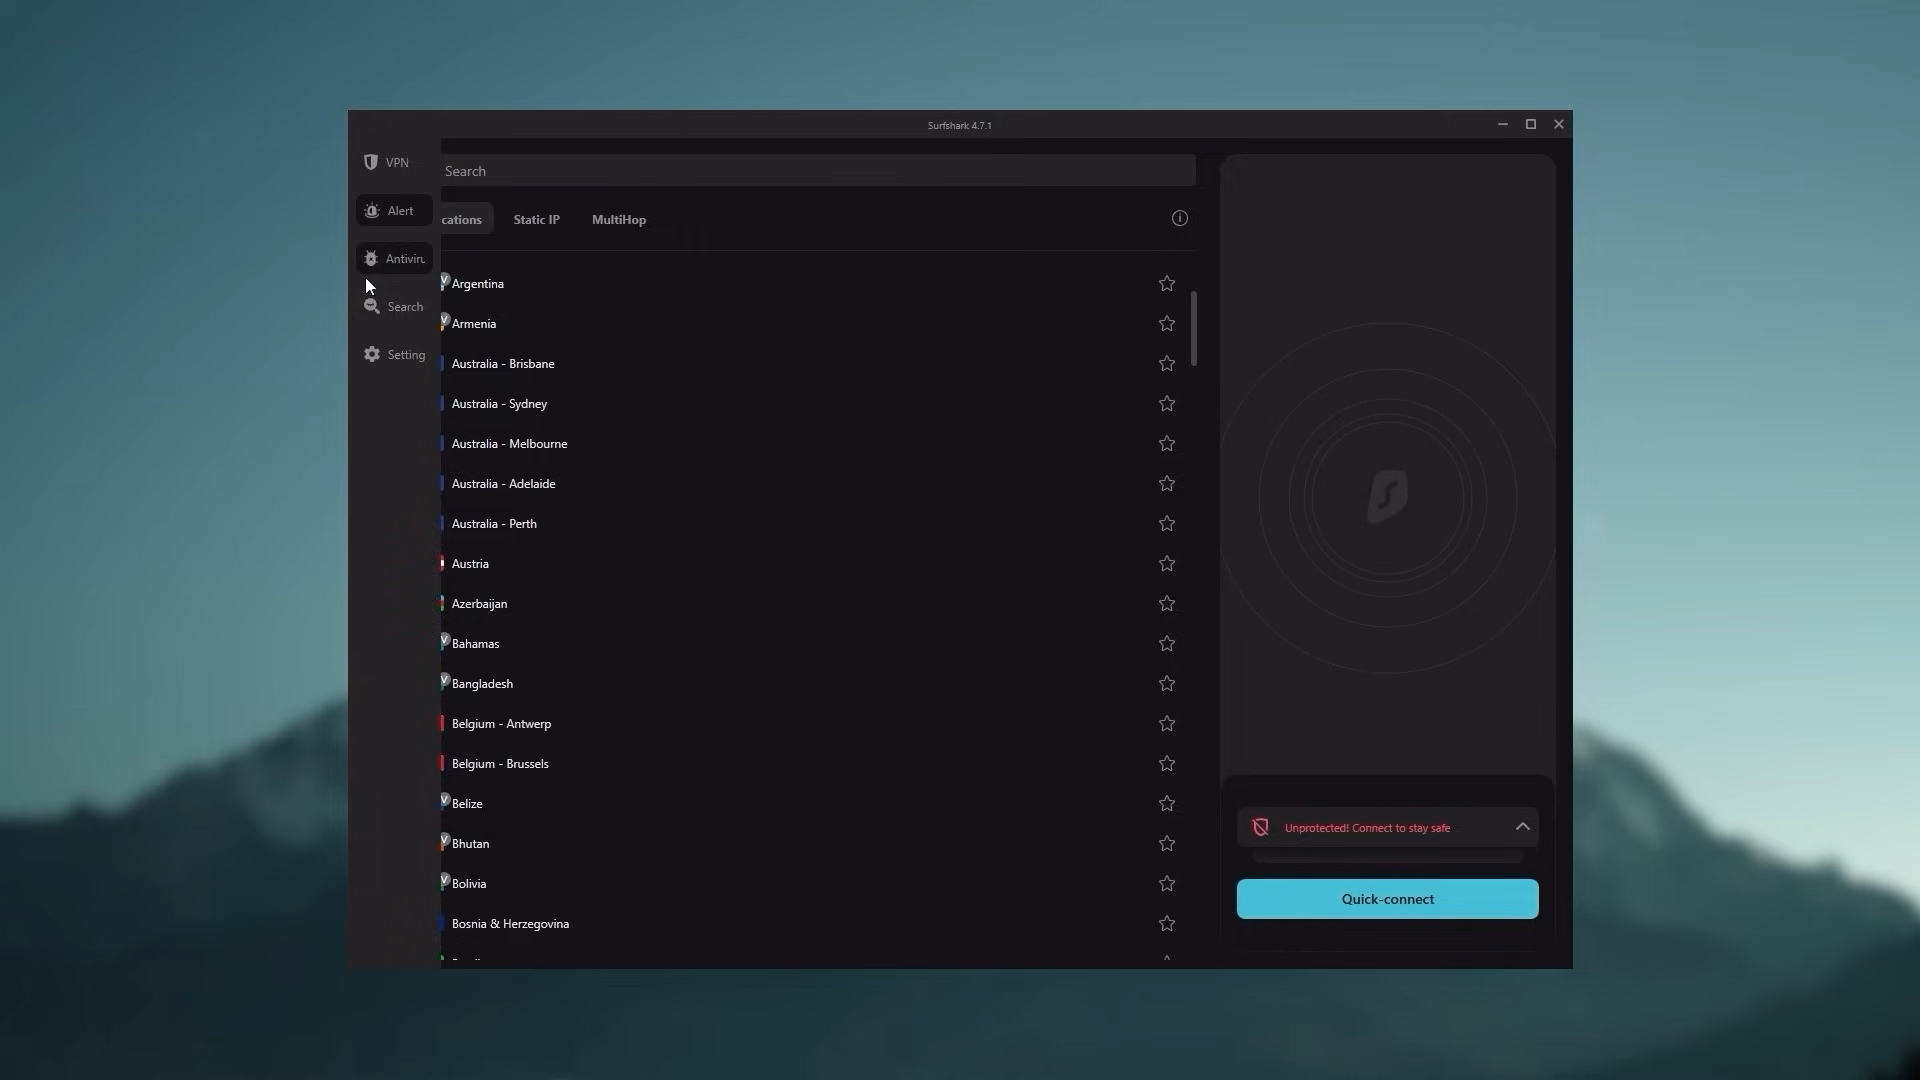 Surfshark 4.7.1
VPN
Alert
Antivir
Search
Setting
Search
cations
Static IP
MultiHop
Argentina
Armenia
Australia - Brisbane
Australia - Sydney
Australia - Melbourne
Australia - Adelaide
Australia - Perth
Austria
Azerbaijan
Bahamas
Bangladesh
Belgium - Antwerp
Belgium - Brussels
Belize
Bhutan
Bolivia
Bosnia & Herzegovina
Unprotected! Connect to stay safe
Quick-connect